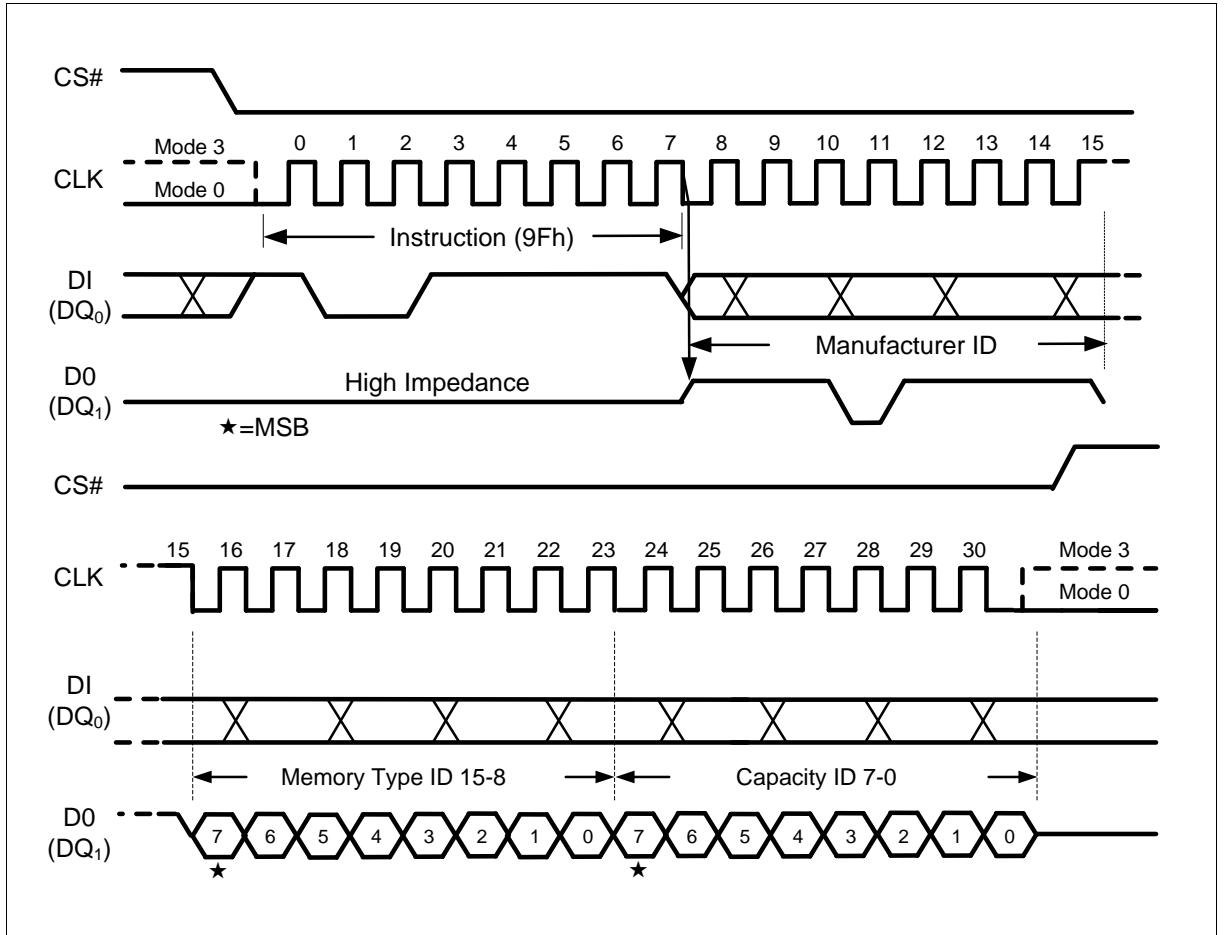 CS#
Mode 3
0 1 2 3 4 5 6 7 8 9 10 11 12 13 14 15
CLK
Mode 0
Instruction (9Fh)
DI
(DQ0)
Manufacturer ID
High Impedance
D0
(DQ1)
★=MSB
CS#
15 16 17 18 19 20 21 22 23 24 25 26 27 28 29 30
Mode 3
CLK
Mode 0
DI
(DQ0)
Memory Type ID 15-8
Capacity ID 7-0
D0
(DQ1)
7 6 5 4 3 2 1 0 7 6 5 4 3 2 1 0
★ ★